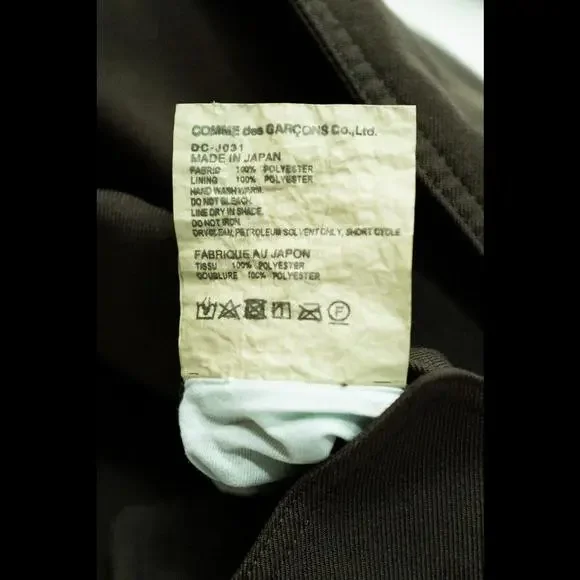 COMME des GARÇONS Co., Ltd.
DC-J031
MADE IN JAPAN
FABRIC 100% POLYESTER
LINING 100% POLYESTER
HAND WASH WARM.
DO NOT BLEACH.
LINE DRY IN SHADE.
DO NOT IRON.
DRYCLEAN, PETROLEUM SOLVENT ONLY, SHORT CYCLE
FABRIQUE AU JAPON
TISSU 100% POLYESTER
DOUBLURE 100% POLYESTER
F